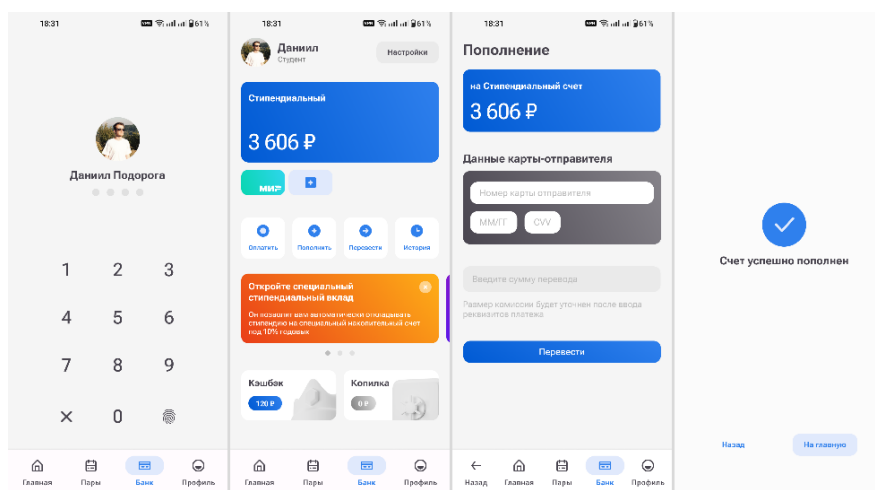 18:31
61%
Даниил Подорога
1 2 3
4 5 6
7 8 9
0
Главная Пары Банк Профиль
18:31
61%
Даниил
Студент
Настройки
Стипендиальный
3 606 ₽
МИР
Оплатить Пополнить Перевести История
Откройте специальный
стипендиальный вклад
Он позволит вам автоматически откладывать
стипендию на специальный накопительный счет
под 10% годовых
Кэшбак
120 ₽
Копилка
0 ₽
Главная Пары Банк Профиль
18:31
61%
Пополнение
на Стипендиальный счет
3 606 ₽
Данные карты-отправителя
Номер карты отправителя
ММ/ГГ CVV
Введите сумму перевода
Размер комиссии будет уточнен после ввода
реквизитов платежа
Перевести
Назад Главная Пары Банк Профиль
Счет успешно пополнен
Назад На главную